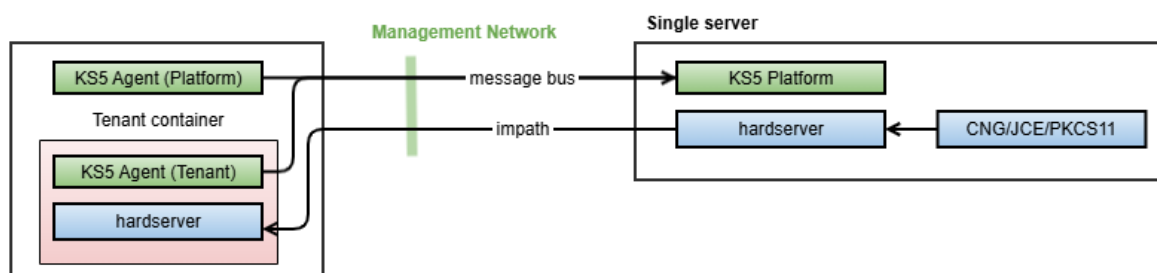 Single server
Management Network
KS5 Agent (Platform)
message bus
KS5 Platform
Tenant container
impath
hardserver
CNG/JCE/PKCS11
KS5 Agent (Tenant)
hardserver